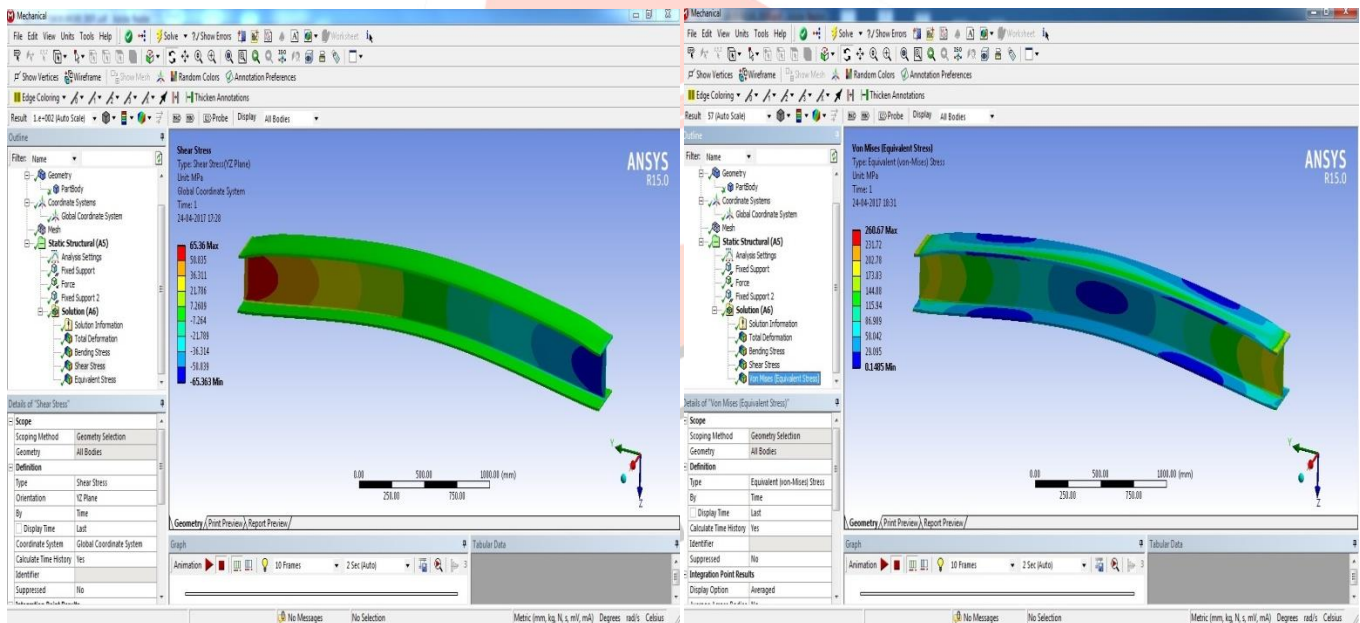 Mechanical
File Edit View Units Tools Help Solve ?/Show Errors Worksheet
Show Vertices Wireframe Show Mesh Random Colors Annotation Preferences
Edge Coloring Thicken Annotations
Result 1.e+002 (Auto Scale) Probe Display All Bodies
Outline
Filter: Name
Geometry
PartBody
Coordinate Systems
Global Coordinate System
Mesh
Static Structural (A5)
Analysis Settings
Fixed Support
Force
Fixed Support 2
Solution (A6)
Solution Information
Total Deformation
Bending Stress
Shear Stress
Equivalent Stress
Details of "Shear Stress"
Scope
Scoping Method Geometry Selection
Geometry All Bodies
Definition
Type Shear Stress
Orientation YZ Plane
By Time
Display Time Last
Coordinate System Global Coordinate System
Calculate Time History Yes
Identifier
Suppressed No
Integration Point Results
Shear Stress
Type: Shear Stress(YZ Plane)
Unit: MPa
Global Coordinate System
Time: 1
24-04-2017 17:28
65.36 Max
50.835
36.311
21.786
7.2609
-7.264
-21.789
-36.314
-50.839
-65.363 Min
ANSYS
R15.0
0.00 500.00 1000.00 (mm)
250.00 750.00
Y
Z
Geometry Print Preview Report Preview
Graph
Animation 10 Frames 2 Sec (Auto) 3
Tabular Data
No Messages No Selection Metric (mm, kg, N, s, mV, mA) Degrees rad/s Celsius
Mechanical
File Edit View Units Tools Help Solve ?/Show Errors Worksheet
Show Vertices Wireframe Show Mesh Random Colors Annotation Preferences
Edge Coloring Thicken Annotations
Result 57 (Auto Scale) Probe Display All Bodies
Outline
Filter: Name
Geometry
PartBody
Coordinate Systems
Global Coordinate System
Mesh
Static Structural (A5)
Analysis Settings
Fixed Support
Force
Fixed Support 2
Solution (A6)
Solution Information
Total Deformation
Bending Stress
Shear Stress
Von Mises (Equivalent Stress)
Details of "Von Mises (Equivalent Stress)"
Scope
Scoping Method Geometry Selection
Geometry All Bodies
Definition
Type Equivalent (von-Mises) Stress
By Time
Display Time Last
Calculate Time History Yes
Identifier
Suppressed No
Integration Point Results
Display Option Averaged
Von Mises (Equivalent Stress)
Type: Equivalent (von-Mises) Stress
Unit: MPa
Time: 1
24-04-2017 18:31
260.67 Max
231.72
202.78
173.83
144.88
115.94
86.989
58.042
29.095
0.1485 Min
ANSYS
R15.0
0.00 500.00 1000.00 (mm)
250.00 750.00
Y
Z
Geometry Print Preview Report Preview
Graph
Animation 10 Frames 2 Sec (Auto) 3
Tabular Data
No Messages No Selection Metric (mm, kg, N, s, mV, mA) Degrees rad/s Celsius